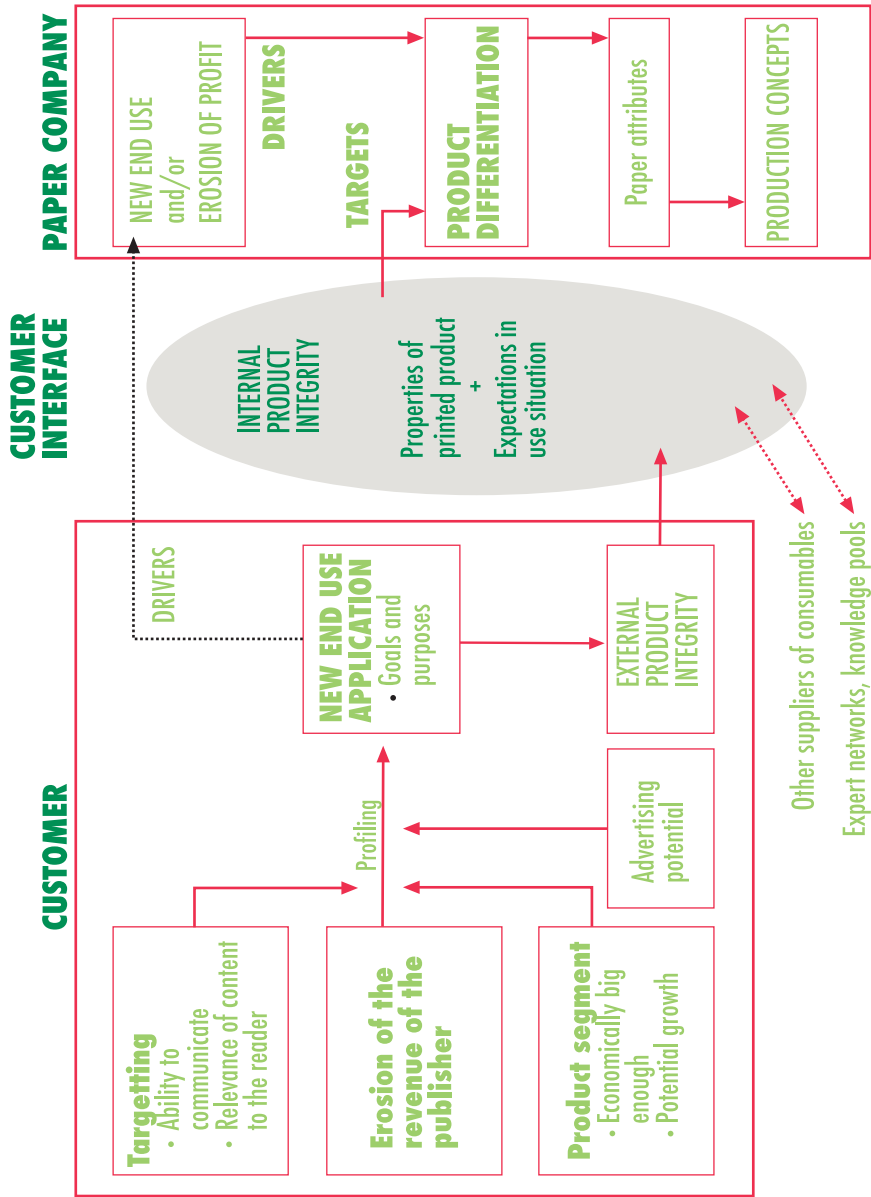 CUSTOMER
Targetting
• Ability to
communicate
• Relevance of content
to the reader
Erosion of the
revenue of the
publisher
Product segment
• Economically big
enough
• Potential growth
Profiling
Advertising
potential
NEW END USE
APPLICATION
• Goals and
purposes
EXTERNAL
PRODUCT
INTEGRITY
DRIVERS
Other suppliers of consumables
Expert networks, knowledge pools
CUSTOMER
INTERFACE
INTERNAL
PRODUCT
INTEGRITY
Properties of
printed product
+
Expectations in
use situation
PAPER COMPANY
NEW END USE
and/or
EROSION OF PROFIT
DRIVERS
TARGETS
PRODUCT
DIFFERENTIATION
Paper attributes
PRODUCTION CONCEPTS